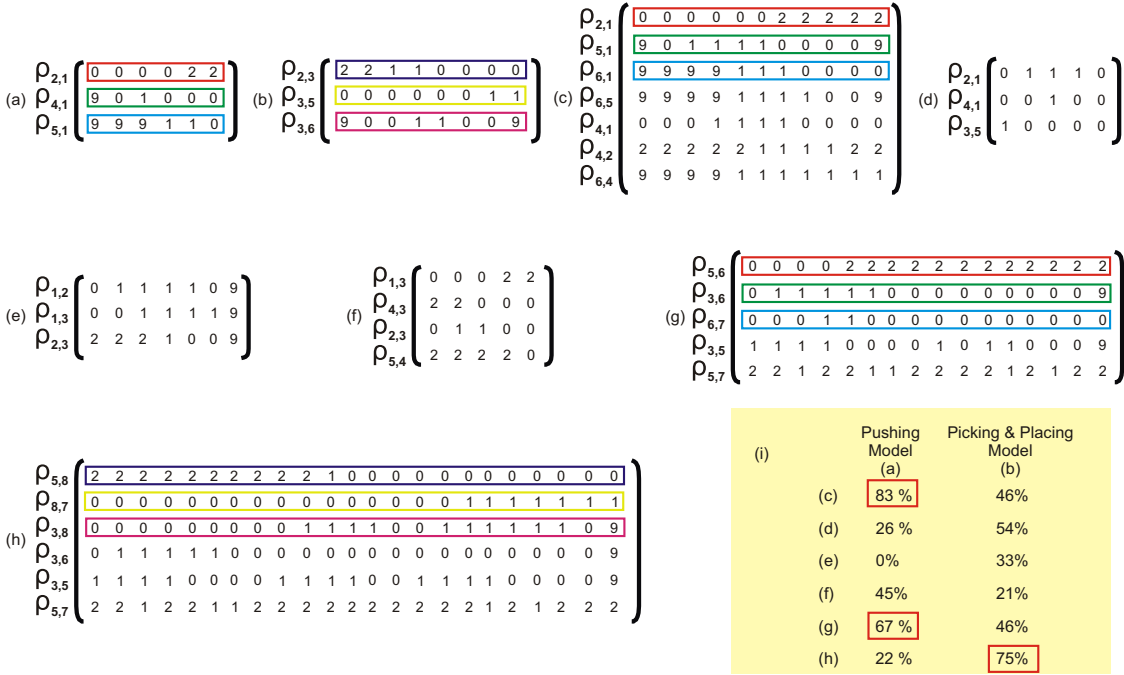 (a)
ρ2,1 0 0 0 0 2 2
ρ4,1 9 0 1 0 0 0
ρ5,1 9 9 9 1 1 0
(b)
ρ2,3 2 2 1 1 0 0 0 0
ρ3,5 0 0 0 0 0 0 1 1
ρ3,6 9 0 0 1 1 0 0 9
(c)
ρ2,1 0 0 0 0 0 0 2 2 2 2 2
ρ5,1 9 0 1 1 1 1 0 0 0 0 9
ρ6,1 9 9 9 9 1 1 1 0 0 0 0
ρ6,5 9 9 9 9 1 1 1 1 0 0 9
ρ4,1 0 0 0 1 1 1 1 0 0 0 0
ρ4,2 2 2 2 2 2 1 1 1 1 2 2
ρ6,4 9 9 9 9 1 1 1 1 1 1 1
(d)
ρ2,1 0 1 1 1 0
ρ4,1 0 0 1 0 0
ρ3,5 1 0 0 0 0
(e)
ρ1,2 0 1 1 1 1 0 9
ρ1,3 0 0 1 1 1 1 9
ρ2,3 2 2 2 1 0 0 9
(f)
ρ1,3 0 0 0 2 2
ρ4,3 2 2 0 0 0
ρ2,3 0 1 1 0 0
ρ5,4 2 2 2 2 0
(g)
ρ5,6 0 0 0 0 2 2 2 2 2 2 2 2 2 2 2 2
ρ3,6 0 1 1 1 1 1 0 0 0 0 0 0 0 0 0 9
ρ6,7 0 0 0 1 1 0 0 0 0 0 0 0 0 0 0 0
ρ3,5 1 1 1 1 0 0 0 0 1 0 1 1 0 0 0 9
ρ5,7 2 2 1 2 2 1 1 2 2 2 2 1 2 1 2 2
(h)
ρ5,8 2 2 2 2 2 2 2 2 2 2 1 0 0 0 0 0 0 0 0 0 0 0 0
ρ8,7 0 0 0 0 0 0 0 0 0 0 0 0 0 0 0 0 1 1 1 1 1 1 1
ρ3,8 0 0 0 0 0 0 0 0 0 1 1 1 1 0 0 1 1 1 1 1 1 0 9
ρ3,6 0 1 1 1 1 1 0 0 0 0 0 0 0 0 0 0 0 0 0 0 0 0 9
ρ3,5 1 1 1 1 0 0 0 0 1 1 1 1 0 0 1 1 1 1 0 0 0 0 9
ρ5,7 2 2 1 2 2 1 1 2 2 2 2 2 2 2 2 2 2 1 2 1 2 2 2
(i)
Pushing Picking & Placing
Model Model
(a) (b)
(c) 83 % 46%
(d) 26 % 54%
(e) 0% 33%
(f) 45% 21%
(g) 67 % 46%
(h) 22 % 75%